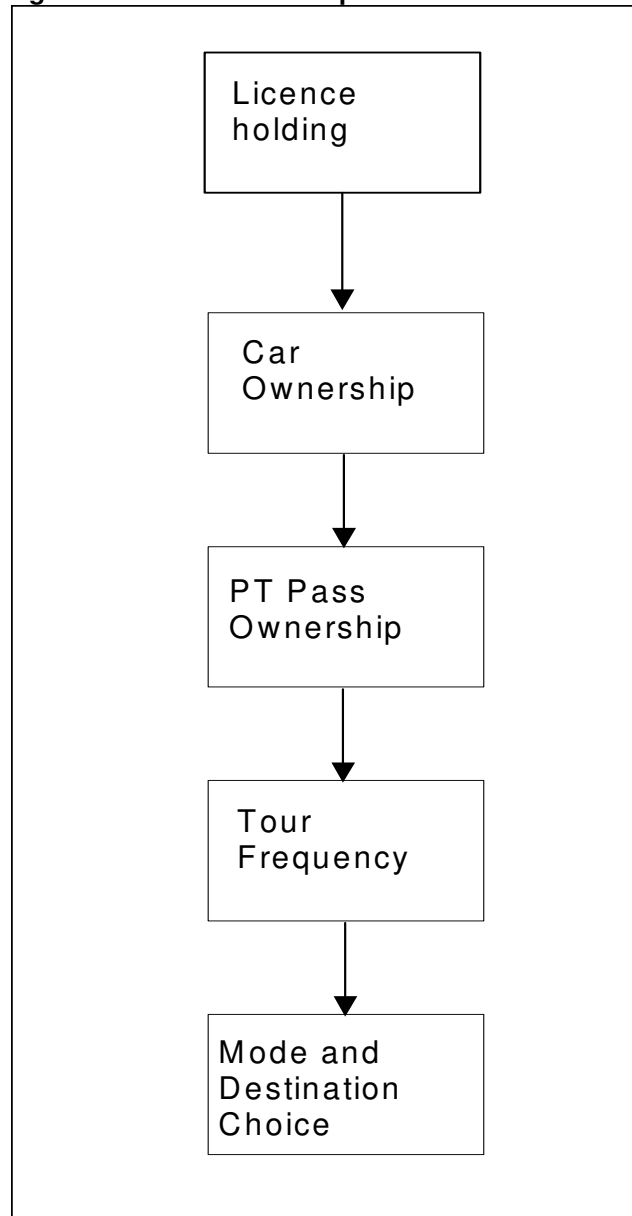 Licence
holding
Car
Ownership
PT Pass
Ownership
Tour
Frequency
Mode and
Destination
Choice